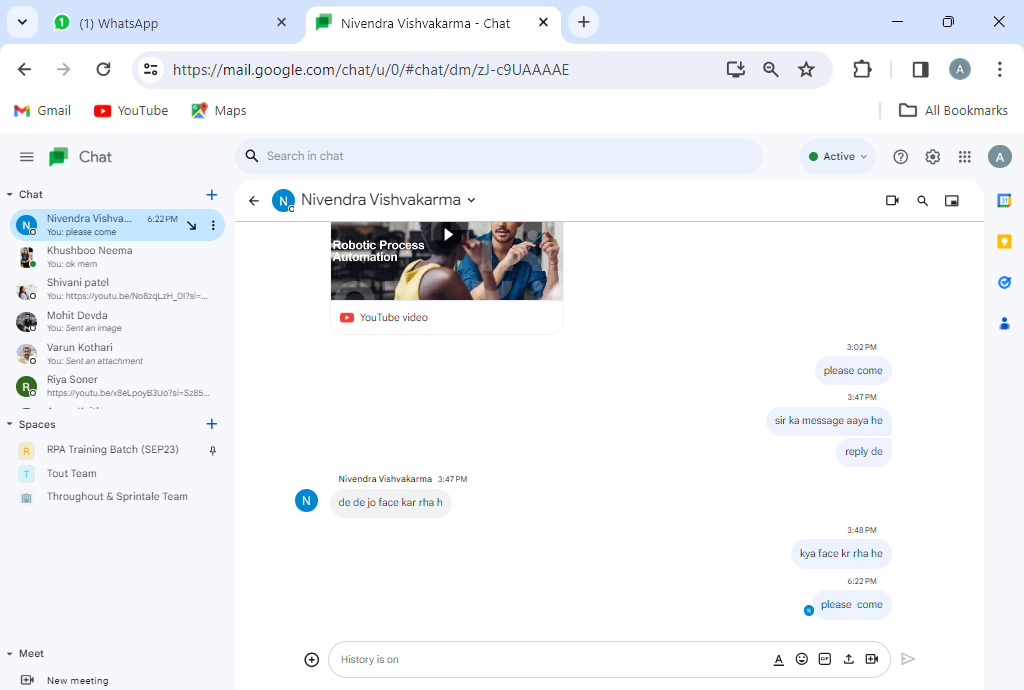 (1) WhatsApp
Nivendra Vishvakarma - Chat
https://mail.google.com/chat/u/0/#chat/dm/zJ-c9UAAAAE
A
Gmail
YouTube
Maps
All Bookmarks
Chat
Search in chat
Active
A
Chat
Nivendra Vishva... 6:22 PM
You: please come
Khushboo Neema
You: ok mem
Shivani patel
You: https://youtu.be/No8zqLzH_0I?si=...
Mohit Devda
You: Sent an image
Varun Kothari
You: Sent an attachment
Riya Soner
https://youtu.be/x8eLpoyB3Uo?si=Sz85...
Spaces
R RPA Training Batch (SEP23)
T Tout Team
Throughout & Sprintale Team
Meet
New meeting
N Nivendra Vishvakarma
Robotic Process
Automation
YouTube video
3:02 PM
please come
3:47 PM
sir ka message aaya he
reply de
Nivendra Vishvakarma 3:47 PM
N de de jo face kar rha h
3:48 PM
kya face kr rha he
6:22 PM
please come
History is on